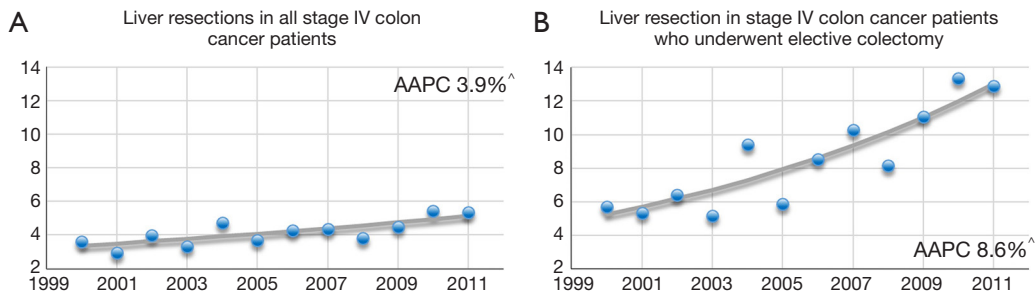 A
Liver resections in all stage IV colon
cancer patients
14
12
10
8
6
4
2
AAPC 3.9%^
1999 2001 2003 2005 2007 2009 2011
B
Liver resection in stage IV colon cancer patients
who underwent elective colectomy
14
12
10
8
6
4
2
AAPC 8.6%^
1999 2001 2003 2005 2007 2009 2011